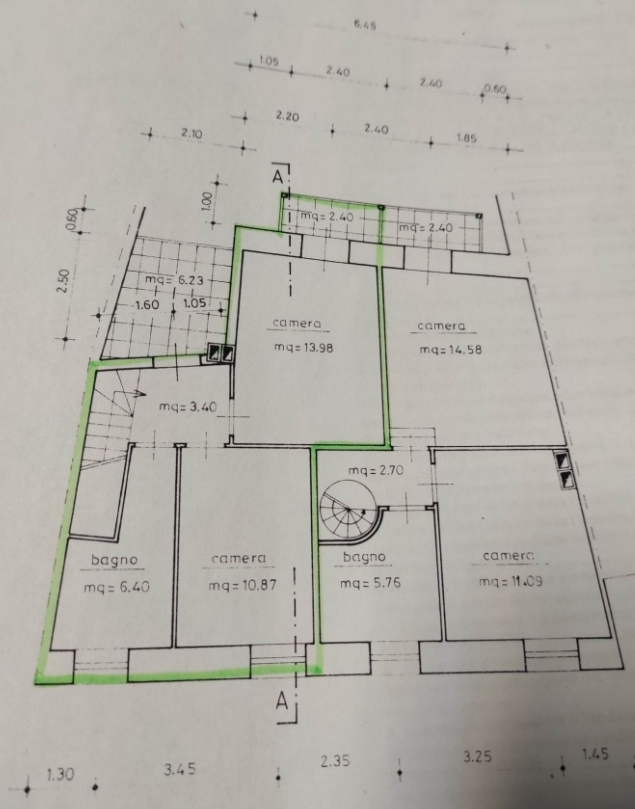 6.45
1.05 2.40 2.40 0.60
2.20 2.40 1.85
2.10
A
1.00
0.60
mq= 2.40
mq= 2.40
2.50
mq= 6.23
1.60 1.05
camera
mq= 13.98
camera
mq= 14.58
mq= 3.40
mq= 2.70
bagno
mq= 6.40
camera
mq= 10.87
bagno
mq= 5.76
camera
mq= 11.09
A
1.30 3.45 2.35 3.25 1.45